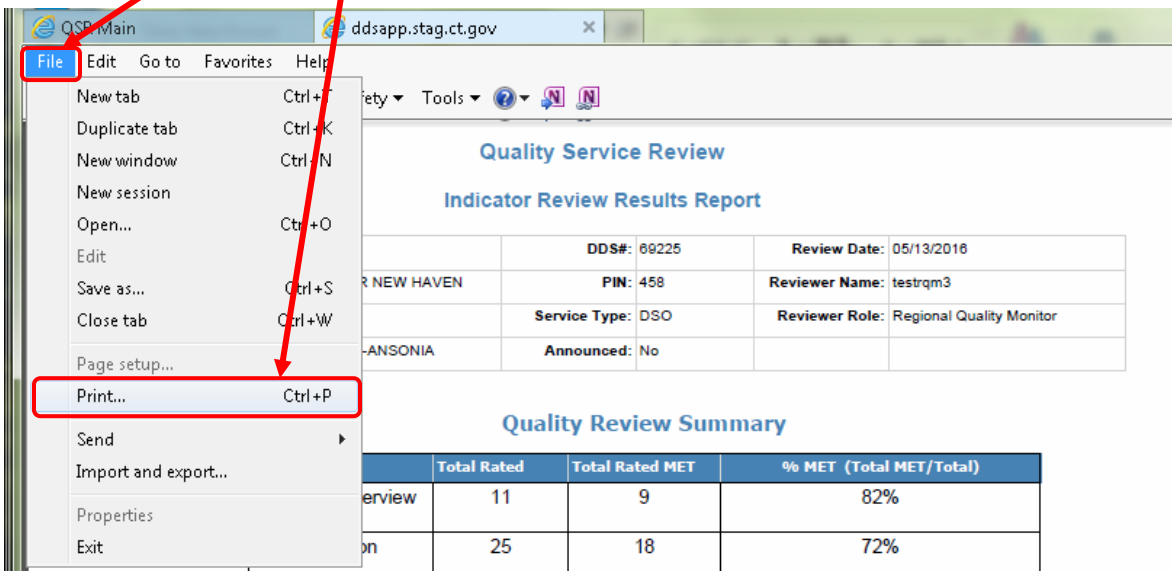 QSR Main ddsapp.stag.ct.gov ×
File Edit Go to Favorites Help
New tab Ctrl+T
fety Tools
Duplicate tab Ctrl+K
New window Ctrl+N
New session
Open... Ctrl+O
Edit
Save as... Ctrl+S
Close tab Ctrl+W
Page setup...
Print... Ctrl+P
Send
Import and export...
Properties
Exit
Quality Service Review
Indicator Review Results Report
DDS#: 69225 Review Date: 05/13/2016
R NEW HAVEN PIN: 458 Reviewer Name: testrqm3
Service Type: DSO Reviewer Role: Regional Quality Monitor
-ANSONIA Announced: No
Quality Review Summary
Total Rated Total Rated MET % MET (Total MET/Total)
erview 11 9 82%
on 25 18 72%